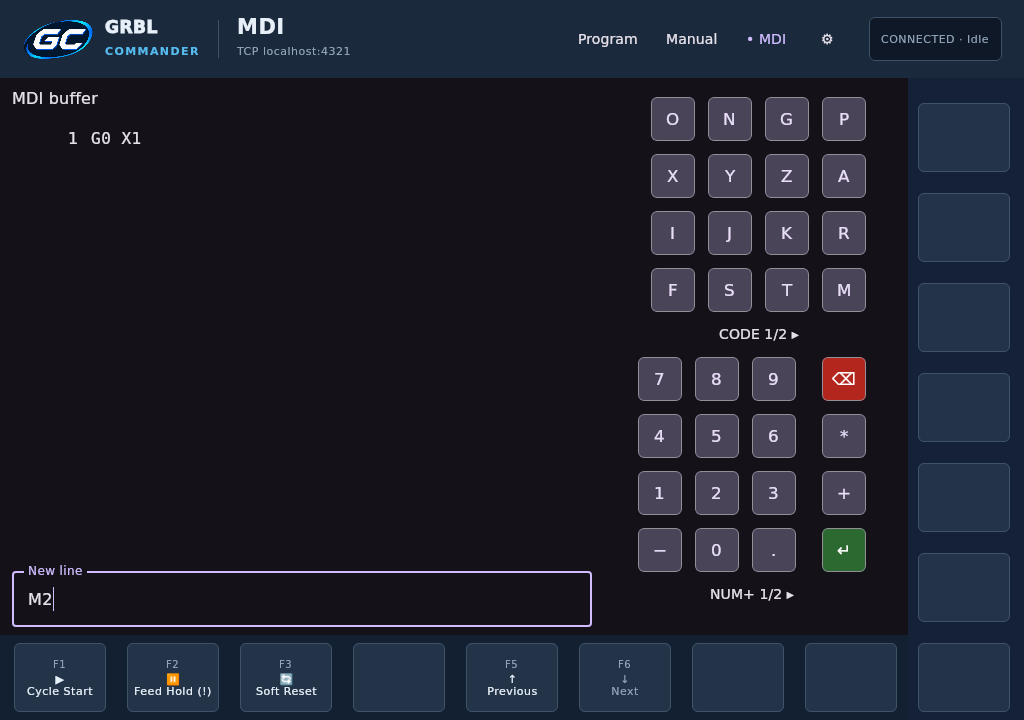 GC GRBL COMMANDER
MDI
TCP localhost:4321
Program Manual • MDI ⚙ CONNECTED · Idle
MDI buffer
1 G0 X1
O N G P
X Y Z A
I J K R
F S T M
CODE 1/2 ▸
7 8 9 ⌫
4 5 6 *
1 2 3 +
− 0 . ↵
NUM+ 1/2 ▸
New line
M2
F1 ▶ Cycle Start
F2 ⏸ Feed Hold (!)
F3 🔄 Soft Reset
F5 ↑ Previous
F6 ↓ Next